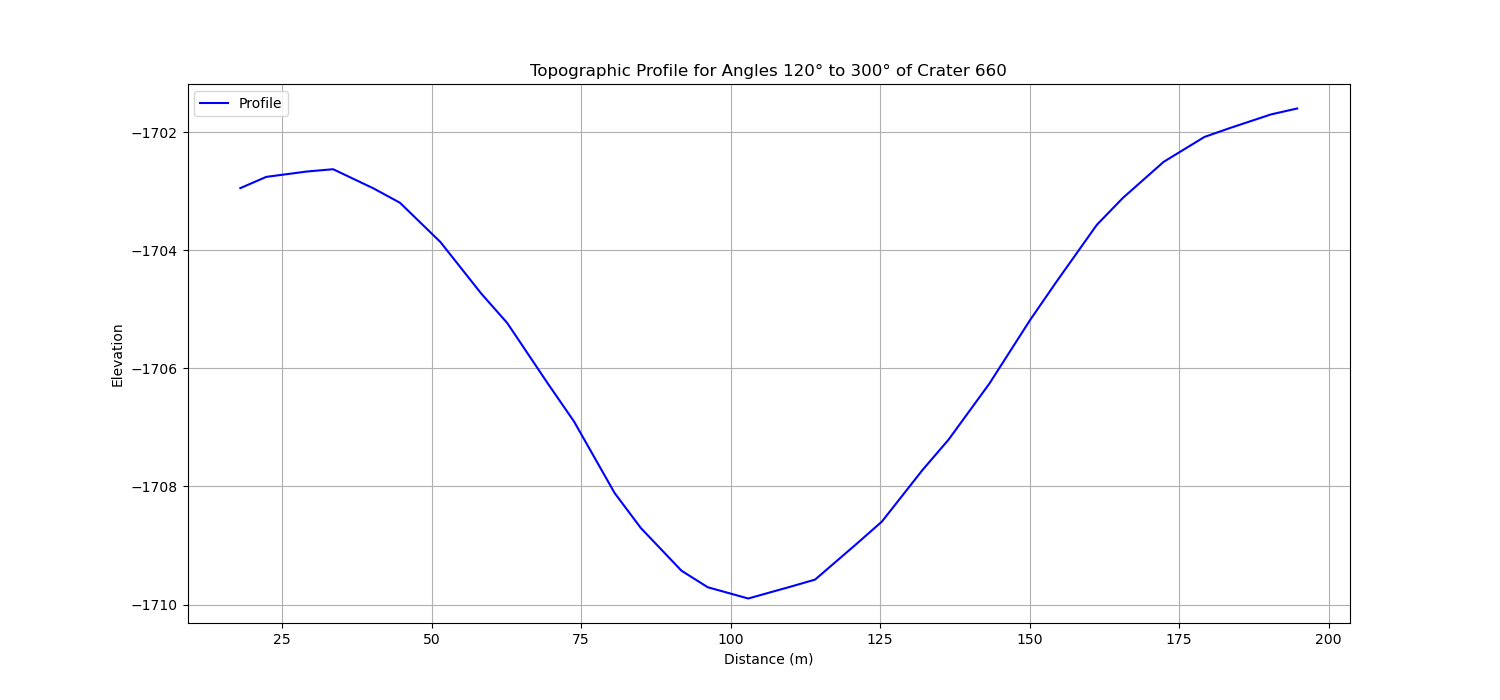 Topographic Profile for Angles 120° to 300° of Crater 660
Profile
−1702
−1704
−1706
−1708
−1710
Elevation
25 50 75 100 125 150 175 200
Distance (m)